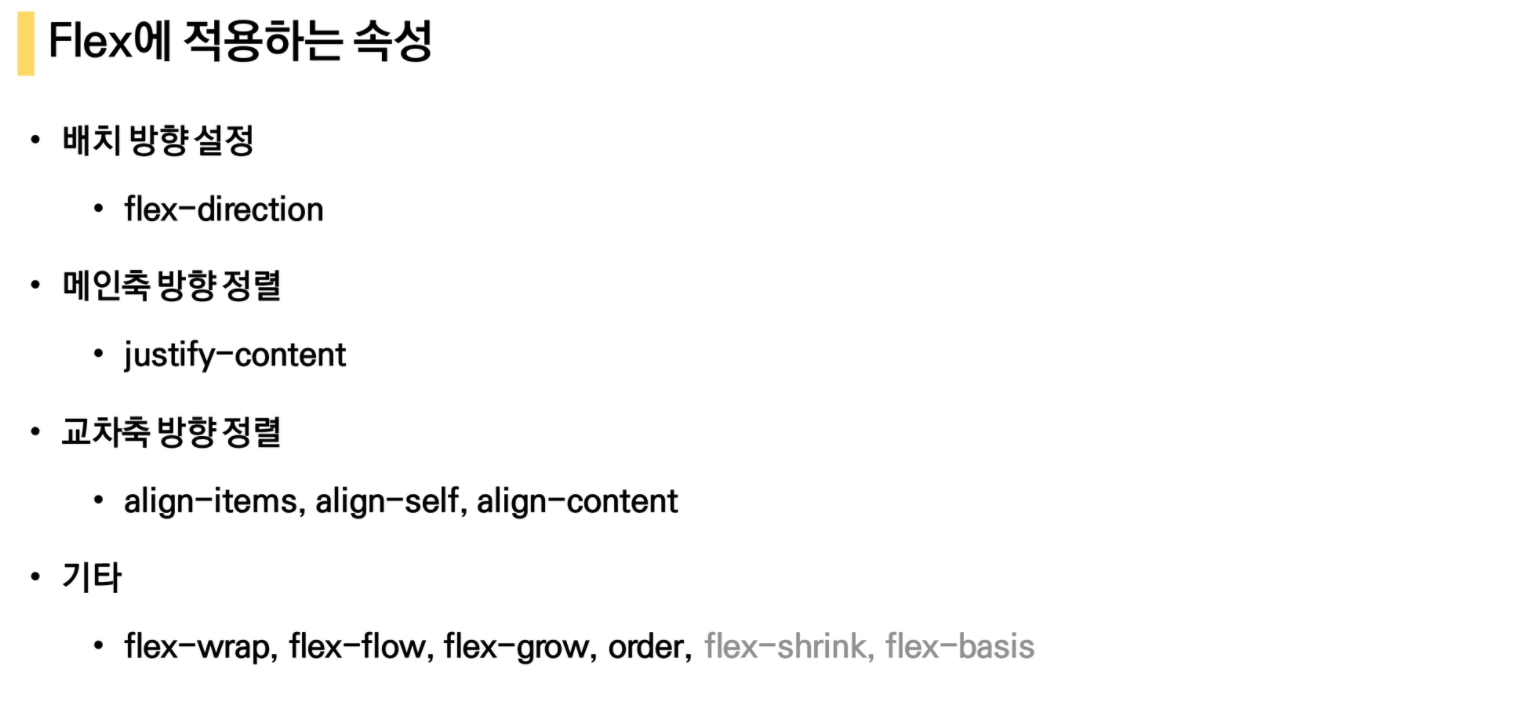 Flex에 적용하는 속성
• 배치 방향 설정
• flex-direction
• 메인축 방향 정렬
• justify-content
• 교차축 방향 정렬
• align-items, align-self, align-content
• 기타
• flex-wrap, flex-flow, flex-grow, order, flex-shrink, flex-basis